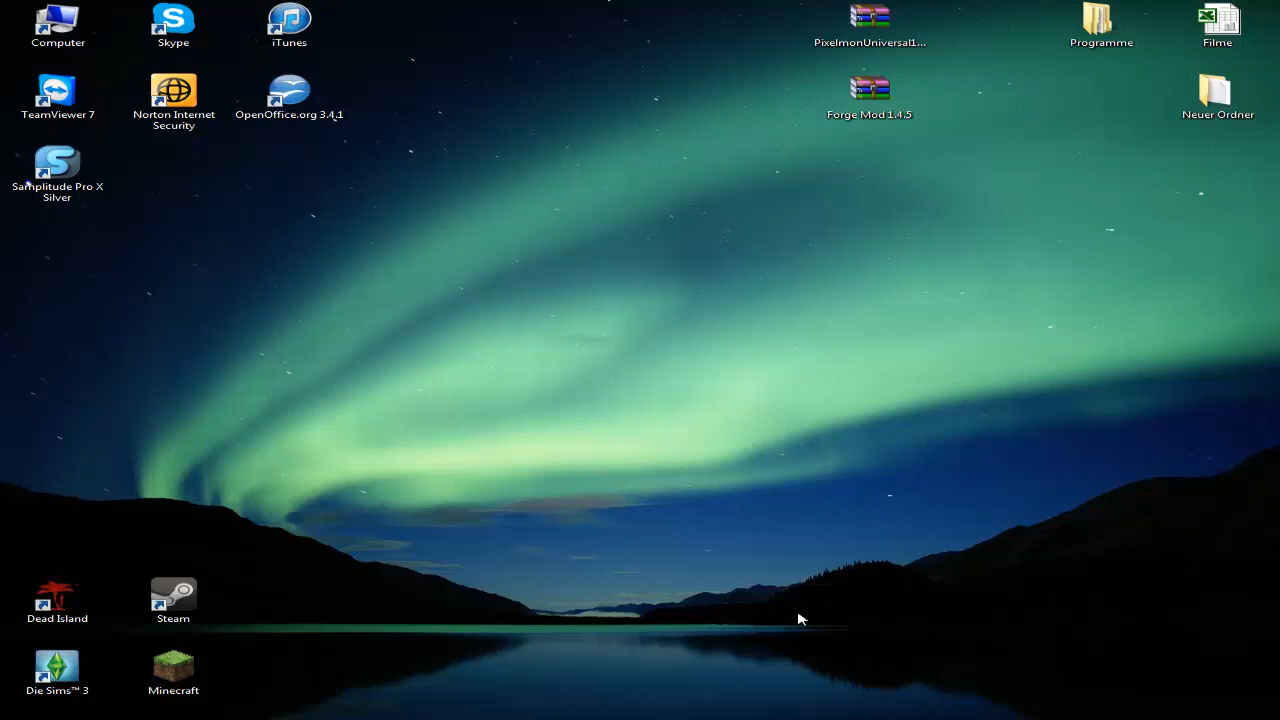 Computer
Skype
iTunes
PixelmonUniversal1...
Programme
Filme
TeamViewer 7
Norton Internet
Security
OpenOffice.org 3.4.1
Forge Mod 1.4.5
Neuer Ordner
Samplitude Pro X
Silver
Dead Island
Steam
Die Sims™ 3
Minecraft